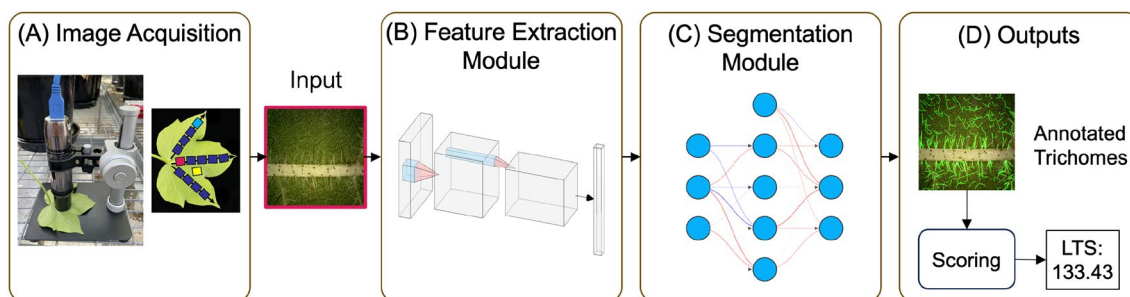 (A) Image Acquisition
Input
(B) Feature Extraction
Module
(C) Segmentation
Module
(D) Outputs
Annotated
Trichomes
Scoring
LTS:
133.43